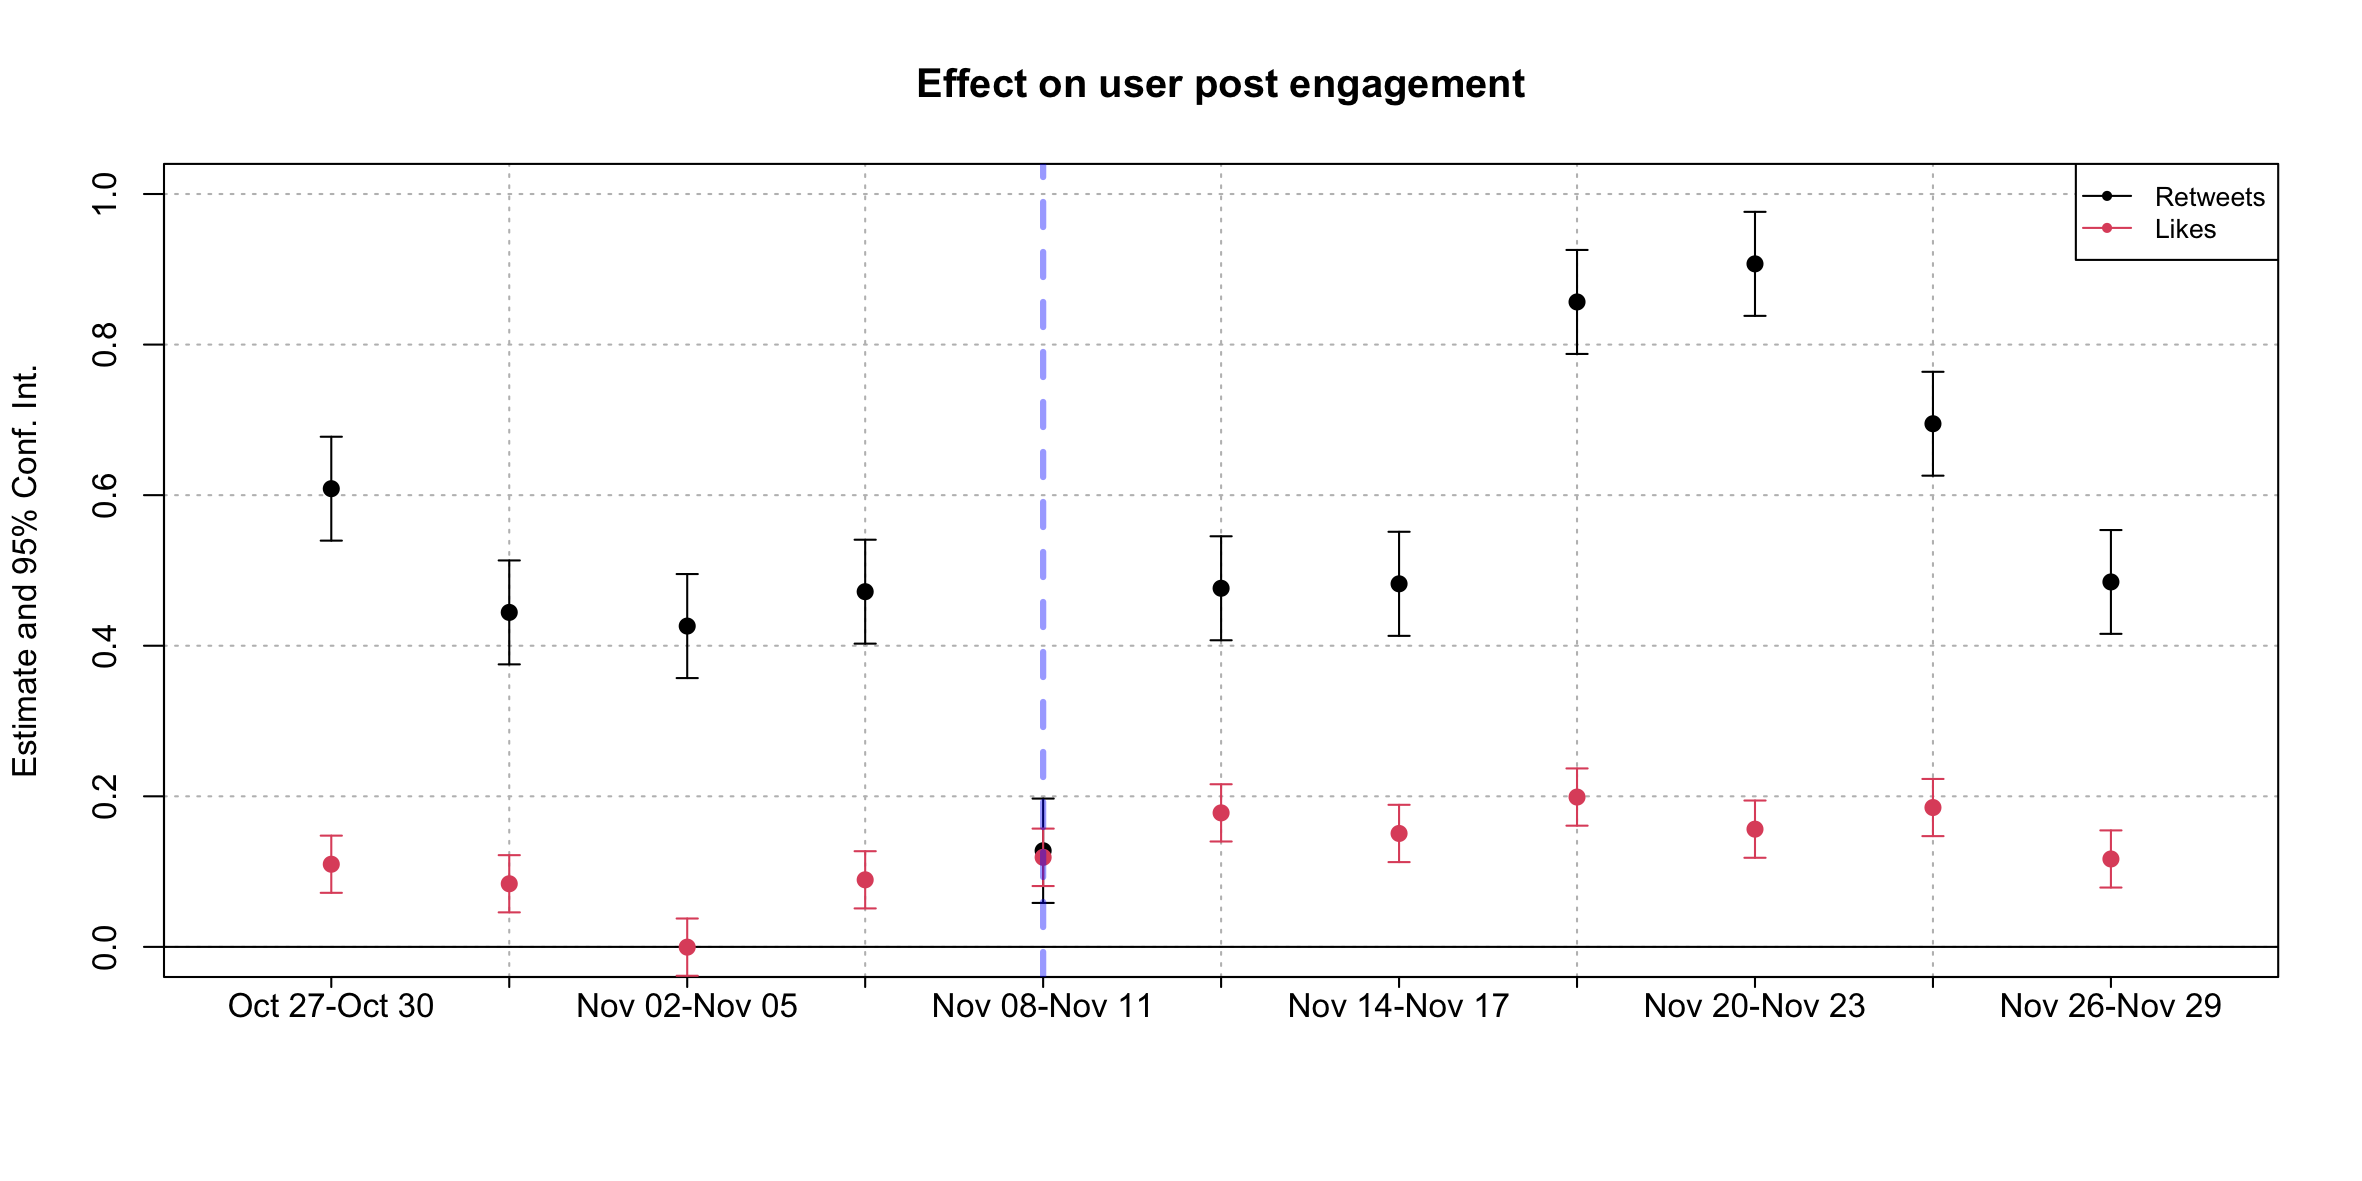 Effect on user post engagement
Retweets
Likes
Estimate and 95% Conf. Int.
1.0
0.8
0.6
0.4
0.2
0.0
Oct 27-Oct 30
Nov 02-Nov 05
Nov 08-Nov 11
Nov 14-Nov 17
Nov 20-Nov 23
Nov 26-Nov 29